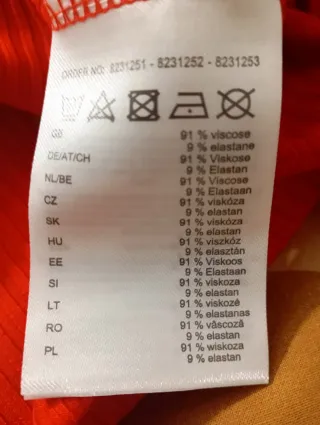 ORDER NO: 8231251 - 8231252 - 8231253
GB 91 % viscose
9 % elastane
DE/AT/CH 91 % Viskose
9 % Elastan
NL/BE 91 % Viscose
9 % Elastaan
CZ 91 % viskóza
9 % elastan
SK 91 % viskóza
9 % elastan
HU 91 % viszkóz
9 % elasztán
EE 91 % Viskoos
9 % Elastaan
SI 91 % viskoza
9 % elastan
LT 91 % viskozė
9 % elastanas
RO 91 % vâscoză
9 % elastan
PL 91 % wiskoza
9 % elastan